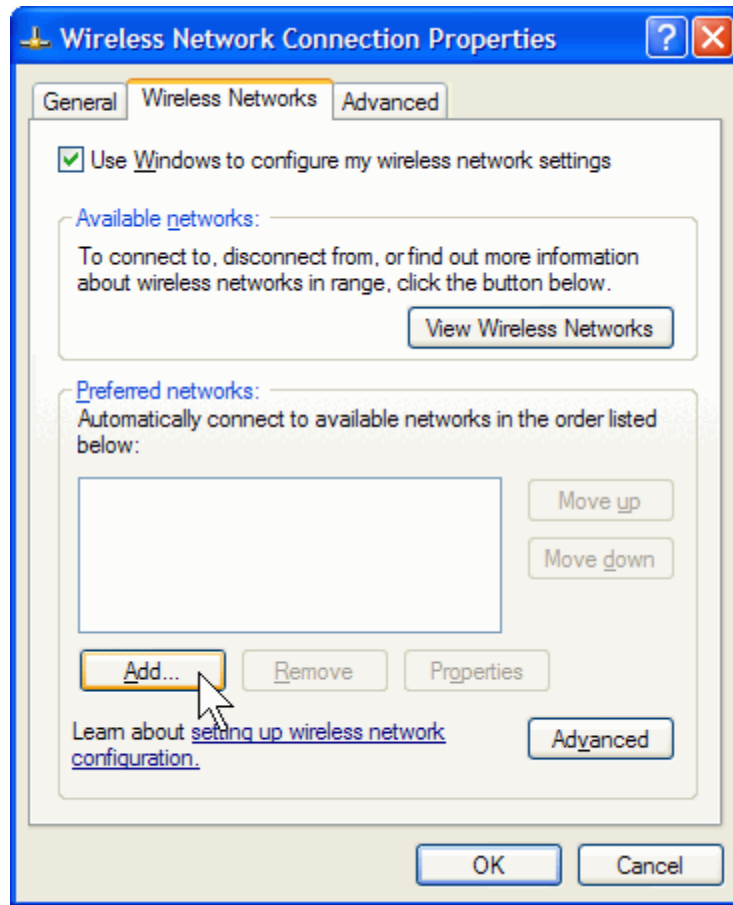 Wireless Network Connection Properties
General Wireless Networks Advanced
Use Windows to configure my wireless network settings
Available networks:
To connect to, disconnect from, or find out more information
about wireless networks in range, click the button below.
View Wireless Networks
Preferred networks:
Automatically connect to available networks in the order listed
below:
Move up
Move down
Add... Remove Properties
Learn about setting up wireless network
configuration.
Advanced
OK Cancel